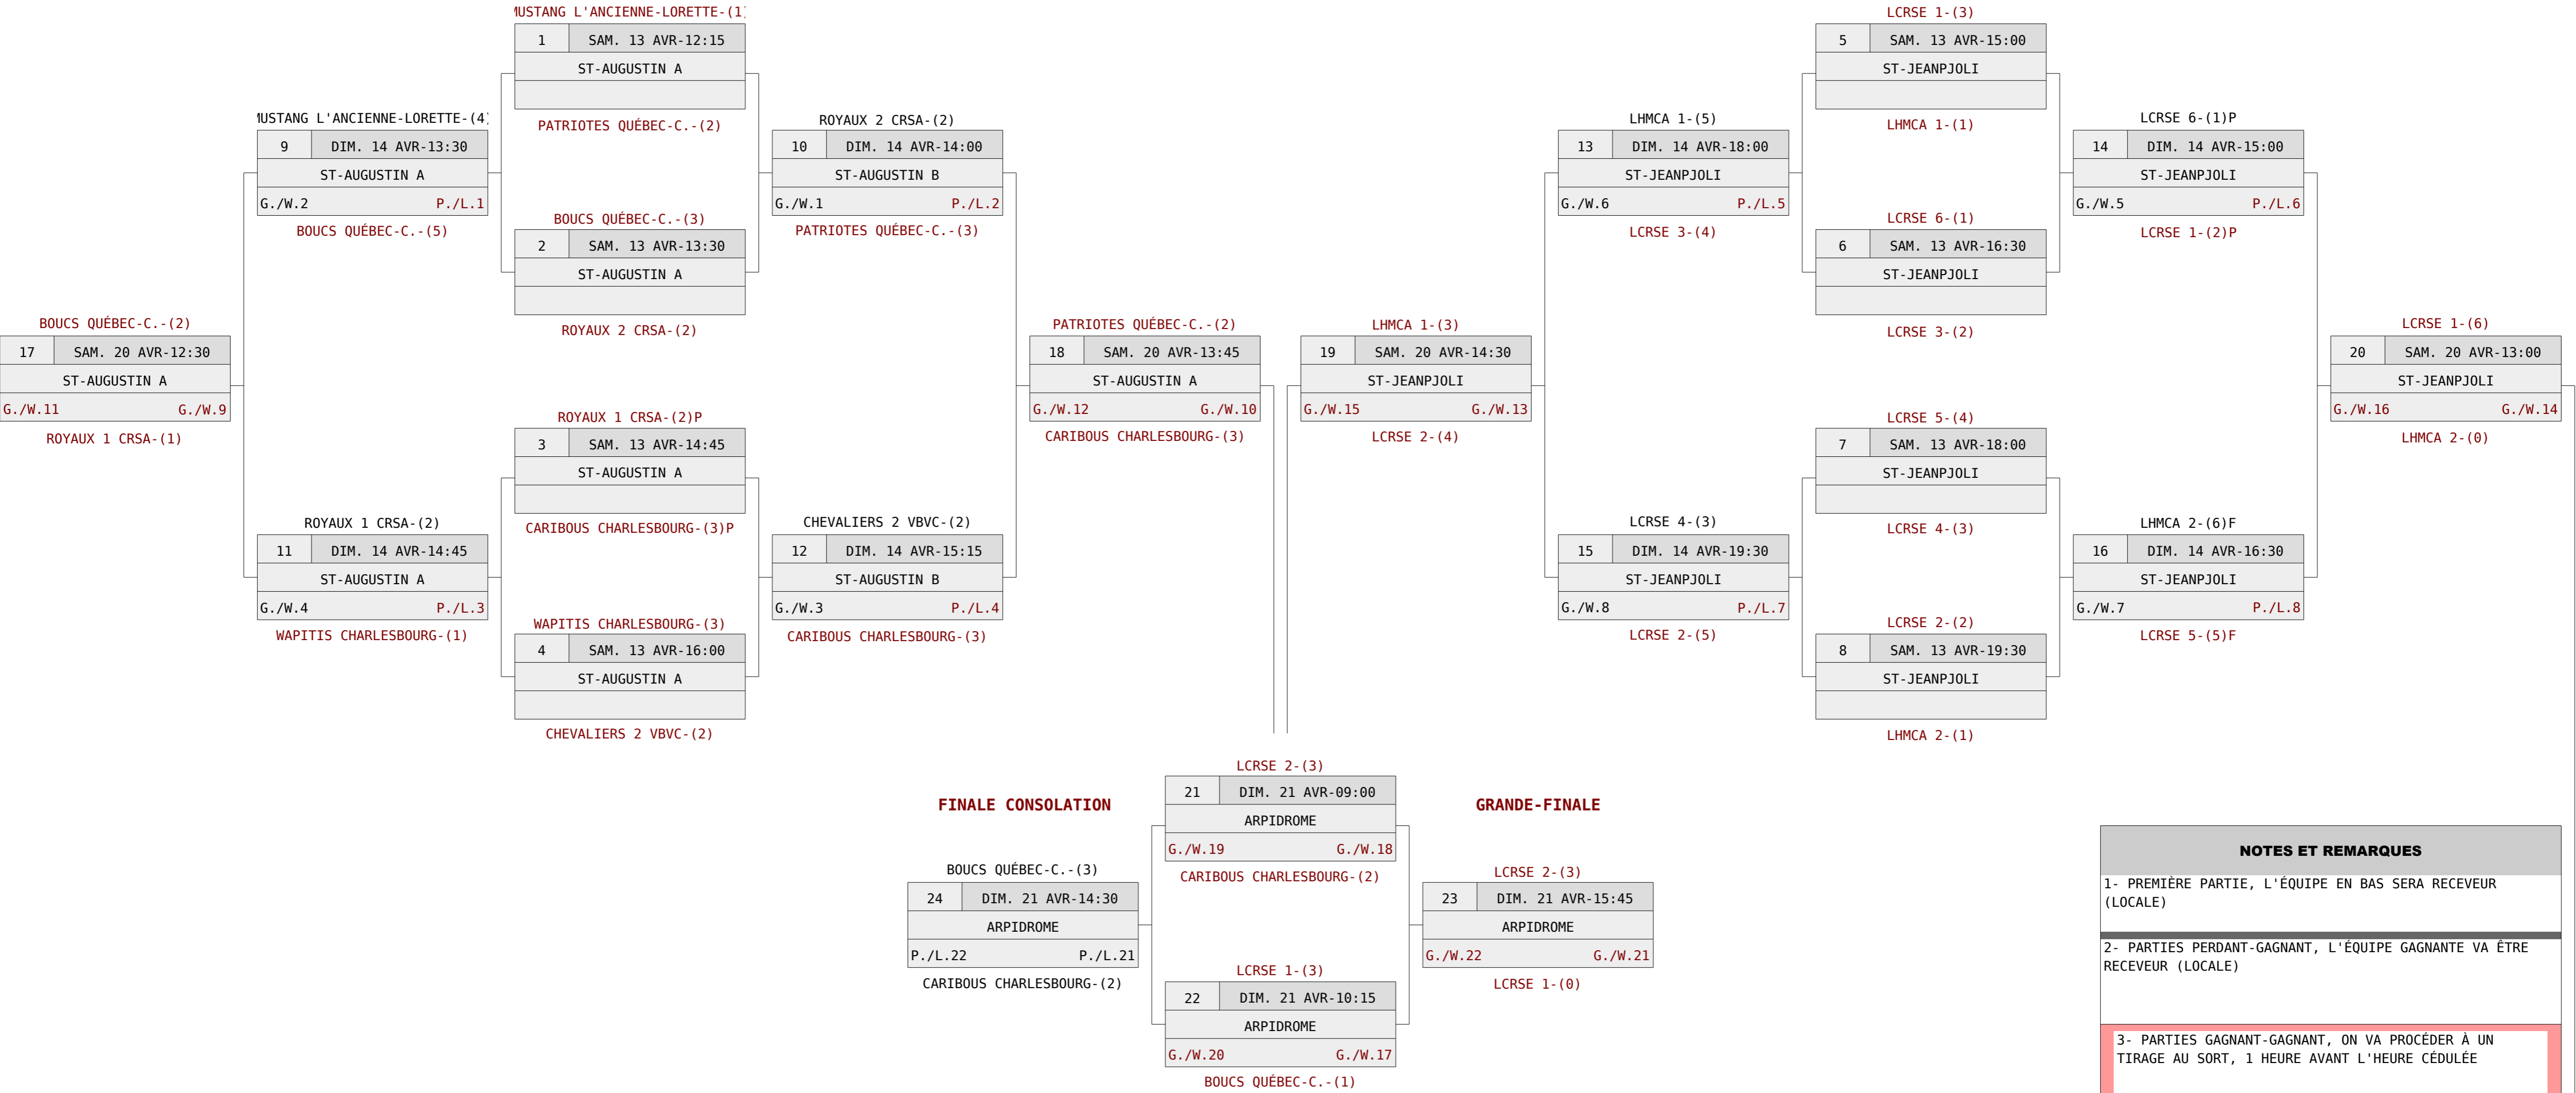 MUSTANG L'ANCIENNE-LORETTE-(1)
1 SAM. 13 AVR-12:15
ST-AUGUSTIN A
PATRIOTES QUÉBEC-C.-(2)
MUSTANG L'ANCIENNE-LORETTE-(4)
9 DIM. 14 AVR-13:30
ST-AUGUSTIN A
G./W.2 P./L.1
BOUCS QUÉBEC-C.-(5)
ROYAUX 2 CRSA-(2)
10 DIM. 14 AVR-14:00
ST-AUGUSTIN B
G./W.1 P./L.2
PATRIOTES QUÉBEC-C.-(3)
BOUCS QUÉBEC-C.-(3)
2 SAM. 13 AVR-13:30
ST-AUGUSTIN A
ROYAUX 2 CRSA-(2)
BOUCS QUÉBEC-C.-(2)
17 SAM. 20 AVR-12:30
ST-AUGUSTIN A
G./W.11 G./W.9
ROYAUX 1 CRSA-(1)
PATRIOTES QUÉBEC-C.-(2)
18 SAM. 20 AVR-13:45
ST-AUGUSTIN A
G./W.12 G./W.10
CARIBOUS CHARLESBOURG-(3)
ROYAUX 1 CRSA-(2)P
3 SAM. 13 AVR-14:45
ST-AUGUSTIN A
CARIBOUS CHARLESBOURG-(3)P
ROYAUX 1 CRSA-(2)
11 DIM. 14 AVR-14:45
ST-AUGUSTIN A
G./W.4 P./L.3
WAPITIS CHARLESBOURG-(1)
CHEVALIERS 2 VBVC-(2)
12 DIM. 14 AVR-15:15
ST-AUGUSTIN B
G./W.3 P./L.4
CARIBOUS CHARLESBOURG-(3)
WAPITIS CHARLESBOURG-(3)
4 SAM. 13 AVR-16:00
ST-AUGUSTIN A
CHEVALIERS 2 VBVC-(2)
LCRSE 1-(3)
5 SAM. 13 AVR-15:00
ST-JEANPJOLI
LHMCA 1-(1)
LHMCA 1-(5)
13 DIM. 14 AVR-18:00
ST-JEANPJOLI
G./W.6 P./L.5
LCRSE 3-(4)
LCRSE 6-(1)P
14 DIM. 14 AVR-15:00
ST-JEANPJOLI
G./W.5 P./L.6
LCRSE 1-(2)P
LCRSE 6-(1)
6 SAM. 13 AVR-16:30
ST-JEANPJOLI
LCRSE 3-(2)
LHMCA 1-(3)
19 SAM. 20 AVR-14:30
ST-JEANPJOLI
G./W.15 G./W.13
LCRSE 2-(4)
LCRSE 1-(6)
20 SAM. 20 AVR-13:00
ST-JEANPJOLI
G./W.16 G./W.14
LHMCA 2-(0)
LCRSE 5-(4)
7 SAM. 13 AVR-18:00
ST-JEANPJOLI
LCRSE 4-(3)
LCRSE 4-(3)
15 DIM. 14 AVR-19:30
ST-JEANPJOLI
G./W.8 P./L.7
LCRSE 2-(5)
LHMCA 2-(6)F
16 DIM. 14 AVR-16:30
ST-JEANPJOLI
G./W.7 P./L.8
LCRSE 5-(5)F
LCRSE 2-(2)
8 SAM. 13 AVR-19:30
ST-JEANPJOLI
LHMCA 2-(1)
LCRSE 2-(3)
21 DIM. 21 AVR-09:00
ARPIDROME
G./W.19 G./W.18
CARIBOUS CHARLESBOURG-(2)
FINALE CONSOLATION
BOUCS QUÉBEC-C.-(3)
24 DIM. 21 AVR-14:30
ARPIDROME
P./L.22 P./L.21
CARIBOUS CHARLESBOURG-(2)
GRANDE-FINALE
LCRSE 2-(3)
23 DIM. 21 AVR-15:45
ARPIDROME
G./W.22 G./W.21
LCRSE 1-(0)
LCRSE 1-(3)
22 DIM. 21 AVR-10:15
ARPIDROME
G./W.20 G./W.17
BOUCS QUÉBEC-C.-(1)
NOTES ET REMARQUES
1- PREMIÈRE PARTIE, L'ÉQUIPE EN BAS SERA RECEVEUR
(LOCALE)
2- PARTIES PERDANT-GAGNANT, L'ÉQUIPE GAGNANTE VA ÊTRE
RECEVEUR (LOCALE)
3- PARTIES GAGNANT-GAGNANT, ON VA PROCÉDER À UN
TIRAGE AU SORT, 1 HEURE AVANT L'HEURE CÉDULÉE